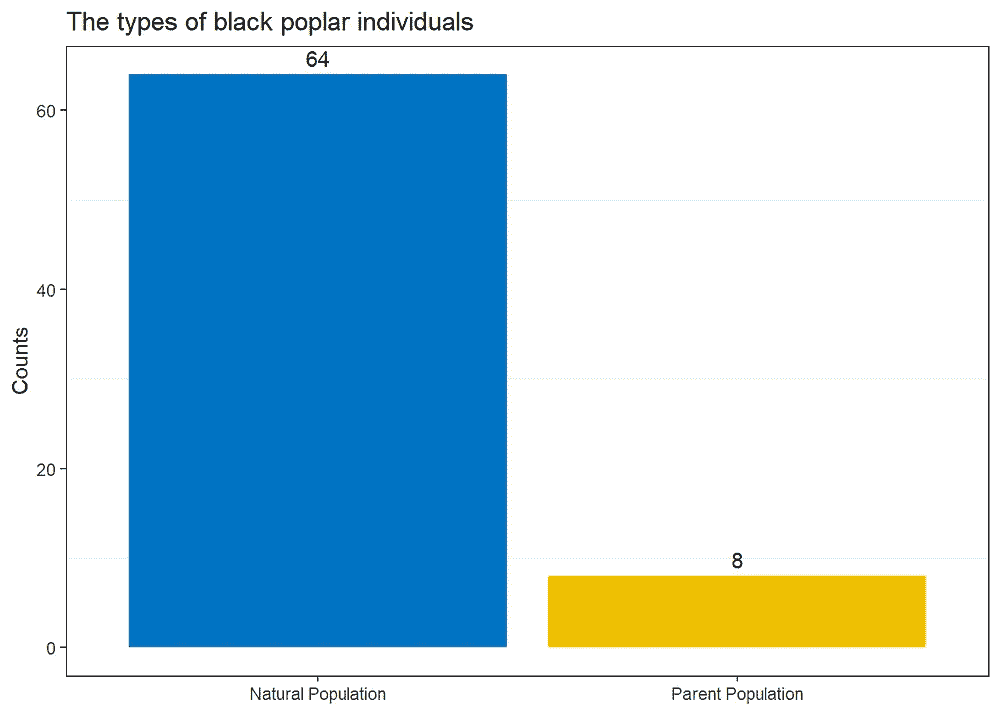 The types of black poplar individuals
64
60
40
Counts
20
8
0
Natural Population
Parent Population